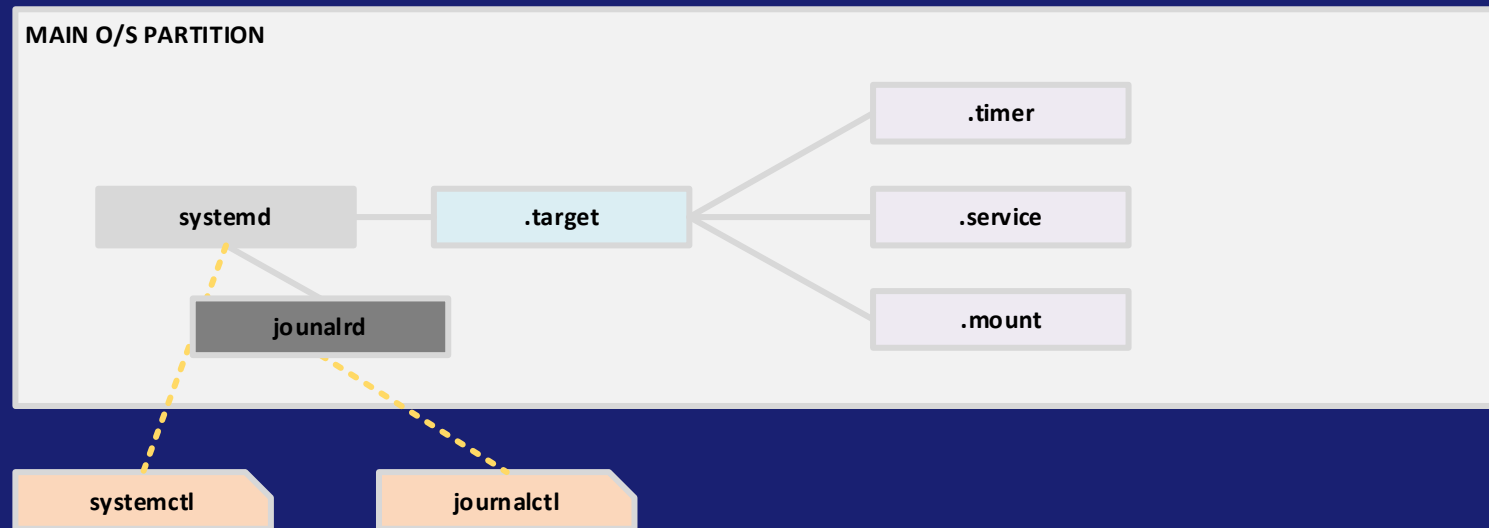 MAIN O/S PARTITION
.timer
systemd
.target
.service
jounalrd
.mount
systemctl
journalctl